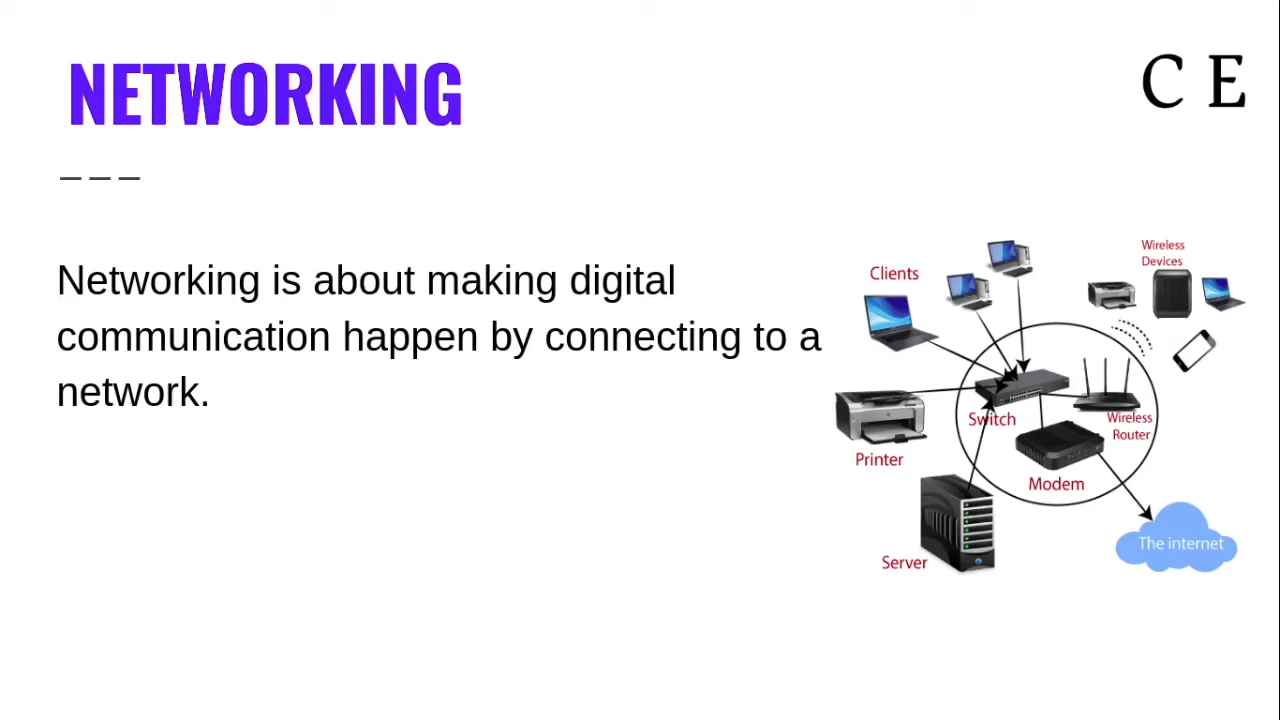 NETWORKING
C E
Networking is about making digital
communication happen by connecting to a
network.
Wireless
Devices
Clients
Switch
Wireless
Router
Printer
Modem
The internet
Server